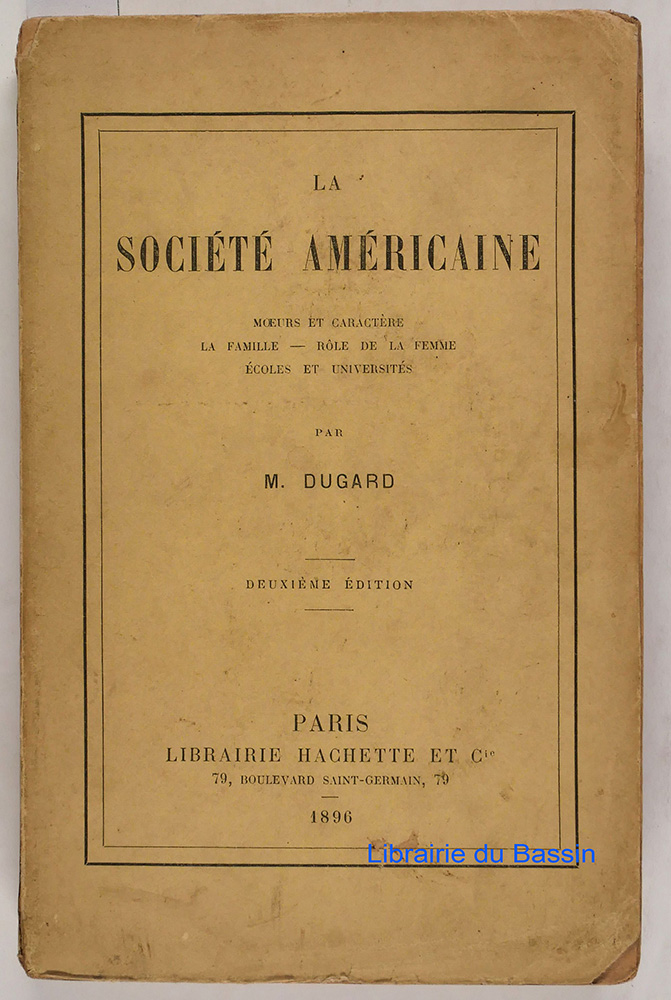 LA
SOCIÉTÉ AMÉRICAINE
MŒURS ET CARACTÈRE
LA FAMILLE — RÔLE DE LA FEMME
ÉCOLES ET UNIVERSITÉS
PAR
M. DUGARD
DEUXIÈME ÉDITION
PARIS
LIBRAIRIE HACHETTE ET Cie
79, BOULEVARD SAINT-GERMAIN, 79
1896
Librairie du Bassin